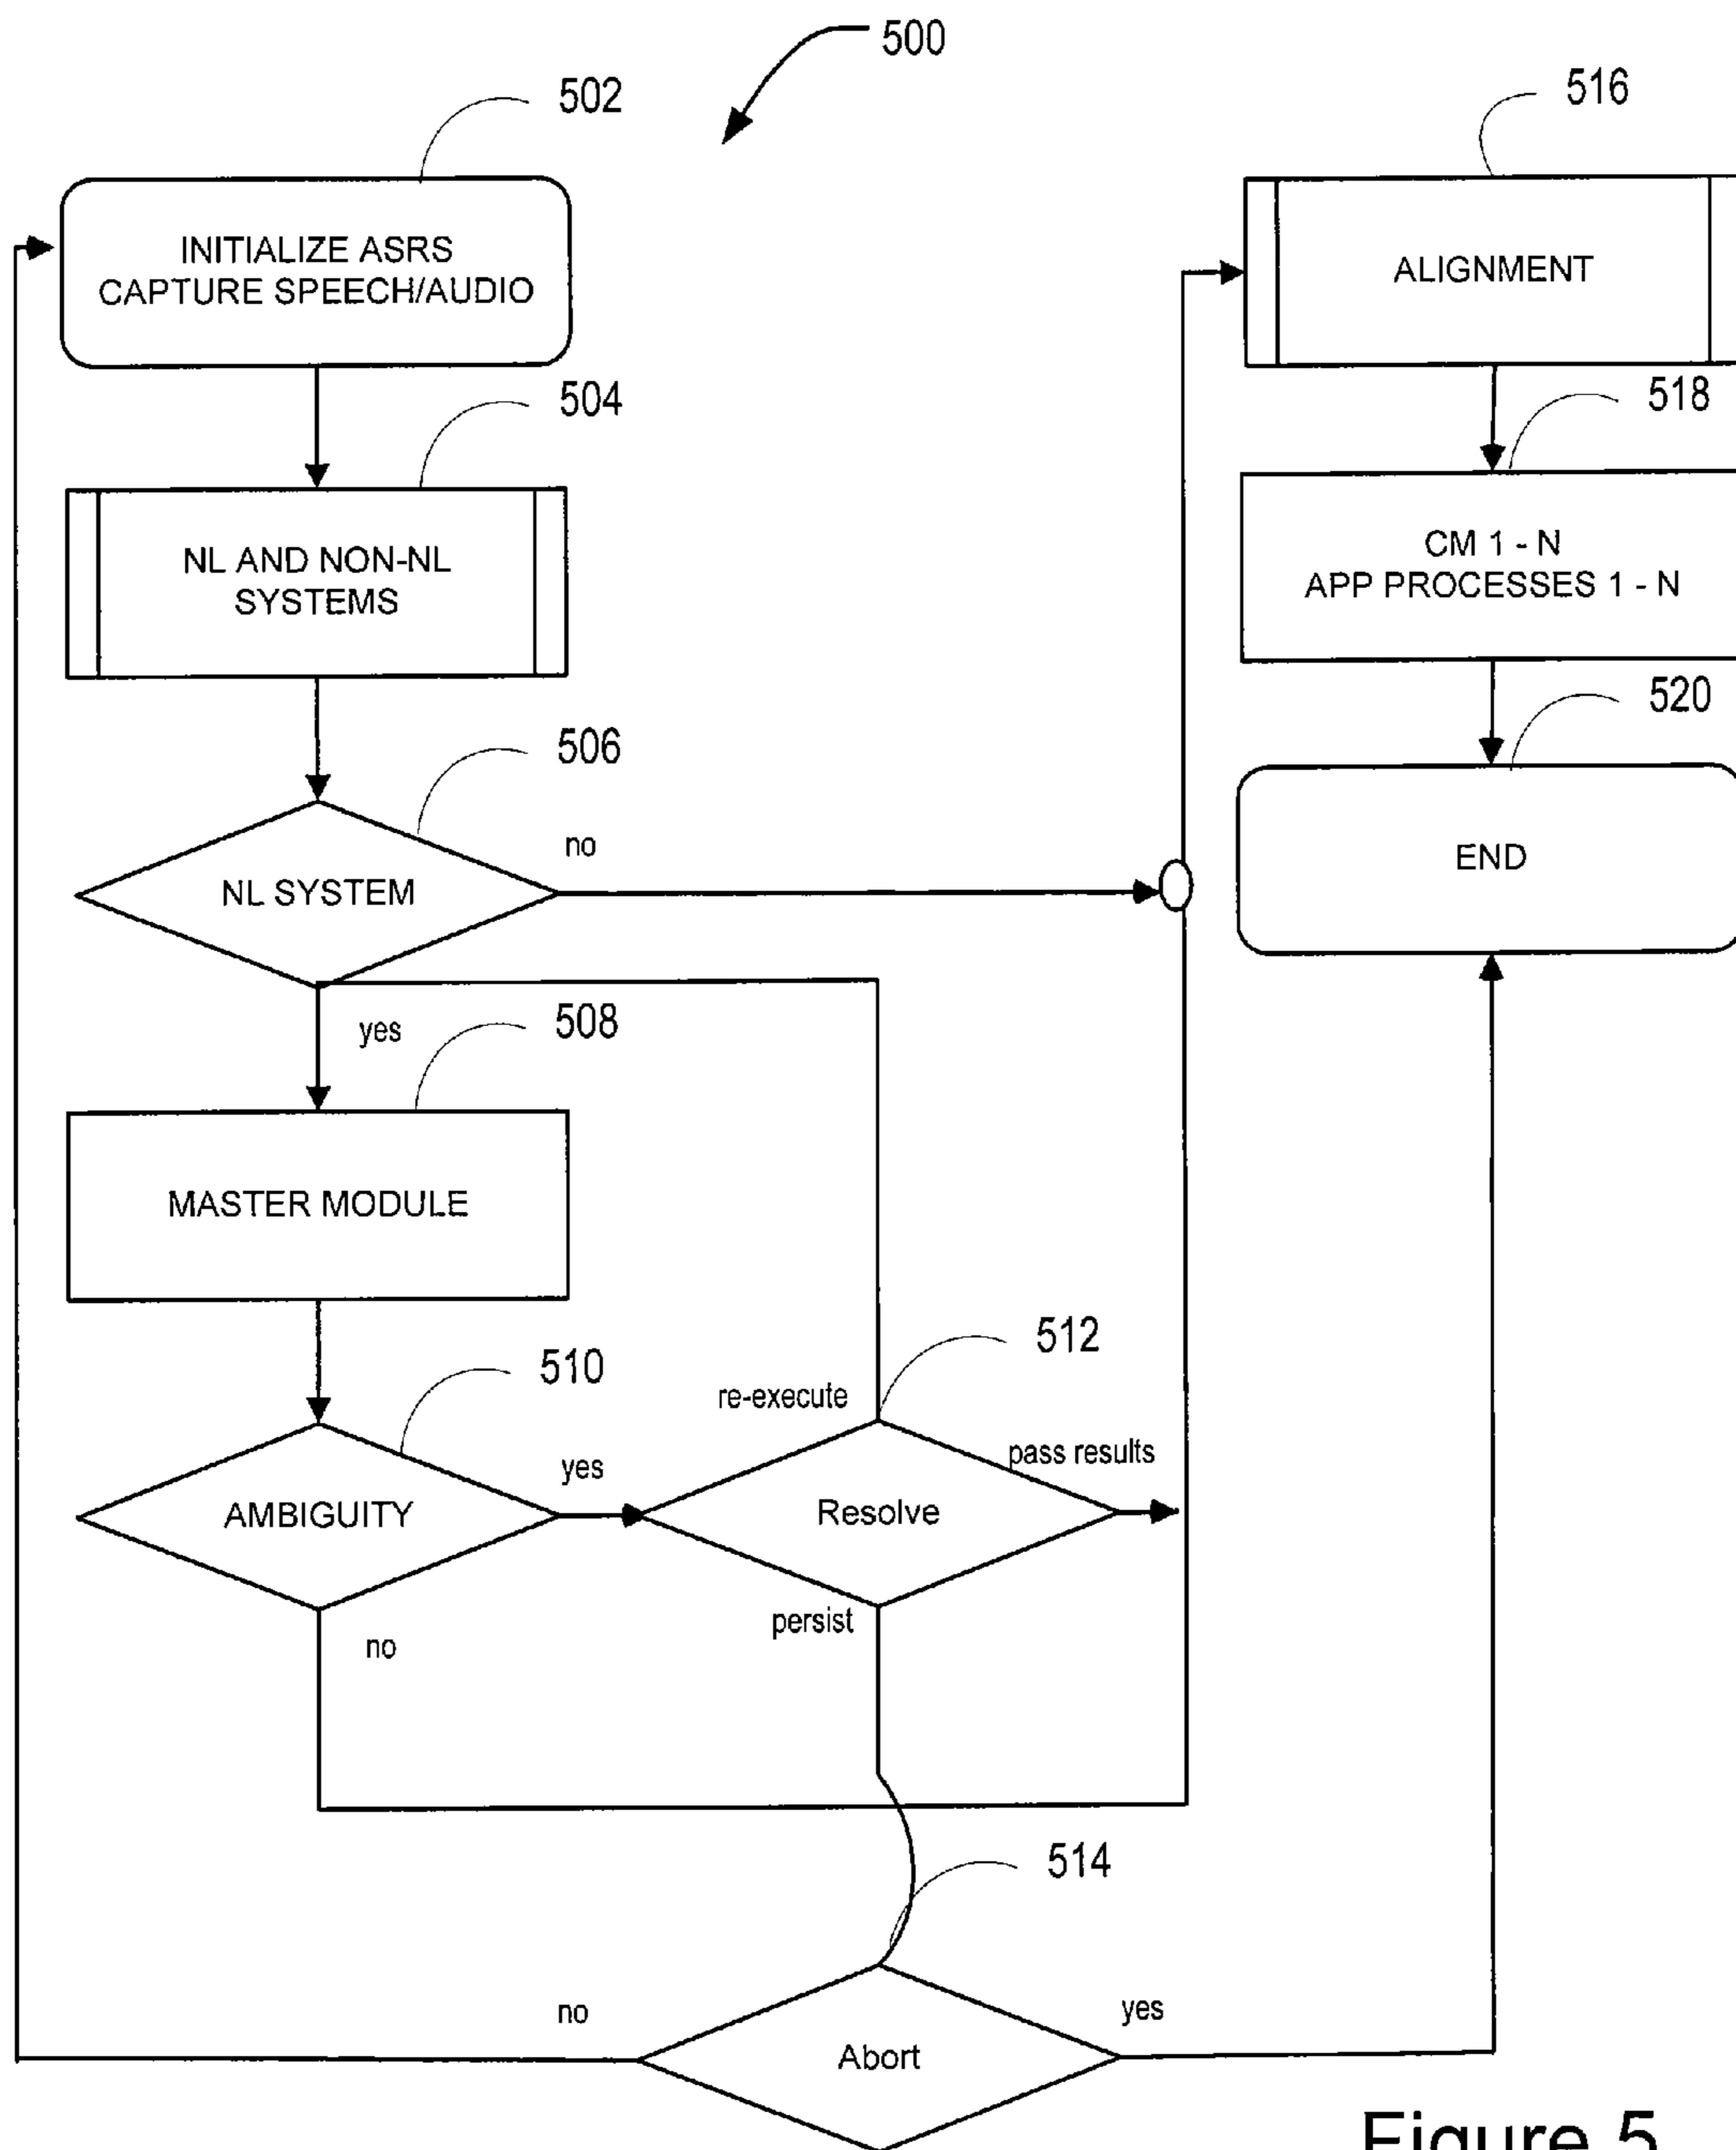 500
502
INITIALIZE ASRS
CAPTURE SPEECH/AUDIO
504
NL AND NON-NL
SYSTEMS
506
NL SYSTEM
no
yes
508
MASTER MODULE
510
AMBIGUITY
yes
no
512
re-execute
pass results
Resolve
persist
514
no
yes
Abort
516
ALIGNMENT
518
CM 1 - N
APP PROCESSES 1 - N
520
END
Figure 5